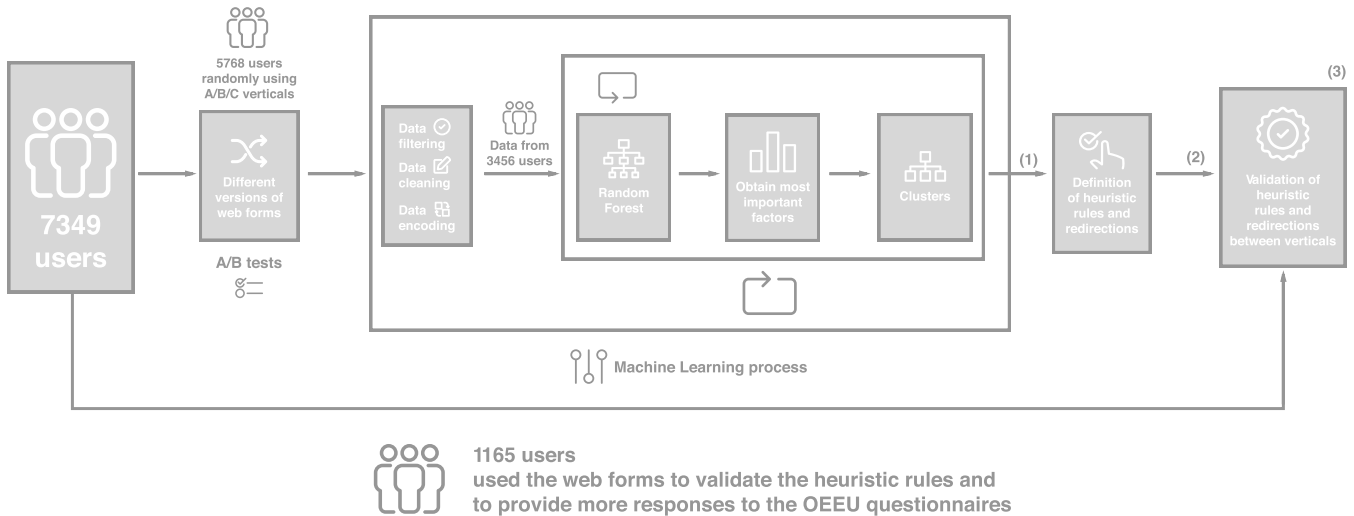 7349
users
5768 users
randomly using
A/B/C verticals
Different
versions of
web forms
A/B tests
Data
filtering
Data
cleaning
Data
encoding
Data from
3456 users
Random
Forest
Obtain most
important
factors
Clusters
(1)
Definition
of heuristic
rules and
redirections
(2)
(3)
Validation of
heuristic
rules and
redirections
between verticals
Machine Learning process
1165 users
used the web forms to validate the heuristic rules and
to provide more responses to the OEEU questionnaires